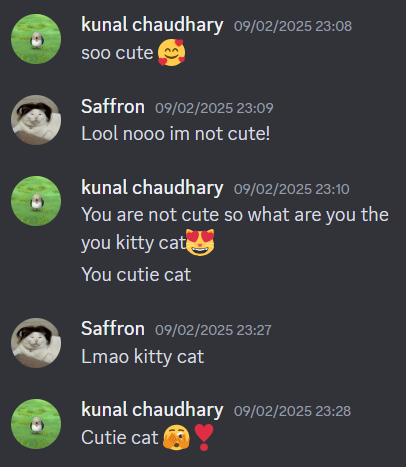 kunal chaudhary 09/02/2025 23:08
soo cute 🥰
Saffron 09/02/2025 23:09
Lool nooo im not cute!
kunal chaudhary 09/02/2025 23:10
You are not cute so what are you the
you kitty cat😻
You cutie cat
Saffron 09/02/2025 23:27
Lmao kitty cat
kunal chaudhary 09/02/2025 23:28
Cutie cat 🫣❣️